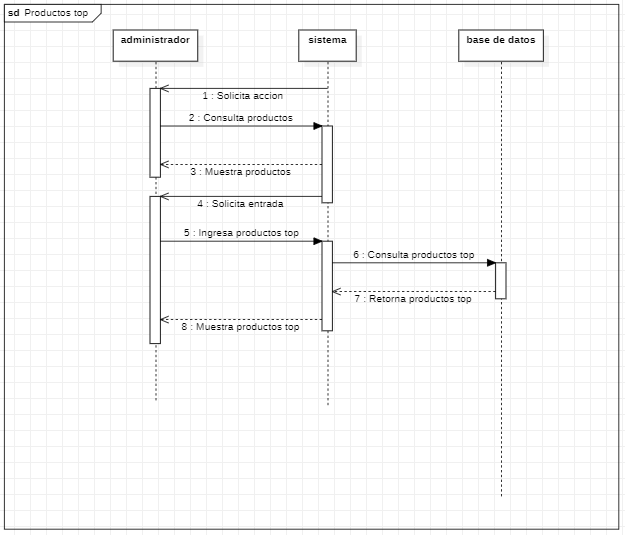 sd Productos top
administrador
sistema
base de datos
1 : Solicita accion
2 : Consulta productos
3 : Muestra productos
4 : Solicita entrada
5 : Ingresa productos top
6 : Consulta productos top
7 : Retorna productos top
8 : Muestra productos top